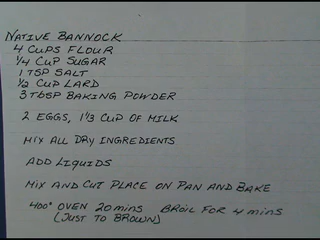 NATIVE BANNOCK
4 CUPS FLOUR
1/4 CUP SUGAR
1 TSP SALT
1/2 CUP LARD
3 TbSP BAKING POWDER
2 EGGS, 1 1/3 CUP OF MILK
MIX ALL DRY INGREDIENTS
ADD LIQUIDS
MIX AND CUT PLACE ON PAN AND BAKE
400° OVEN 20 MINS BROIL FOR 4 MINS
(JUST TO BROWN)